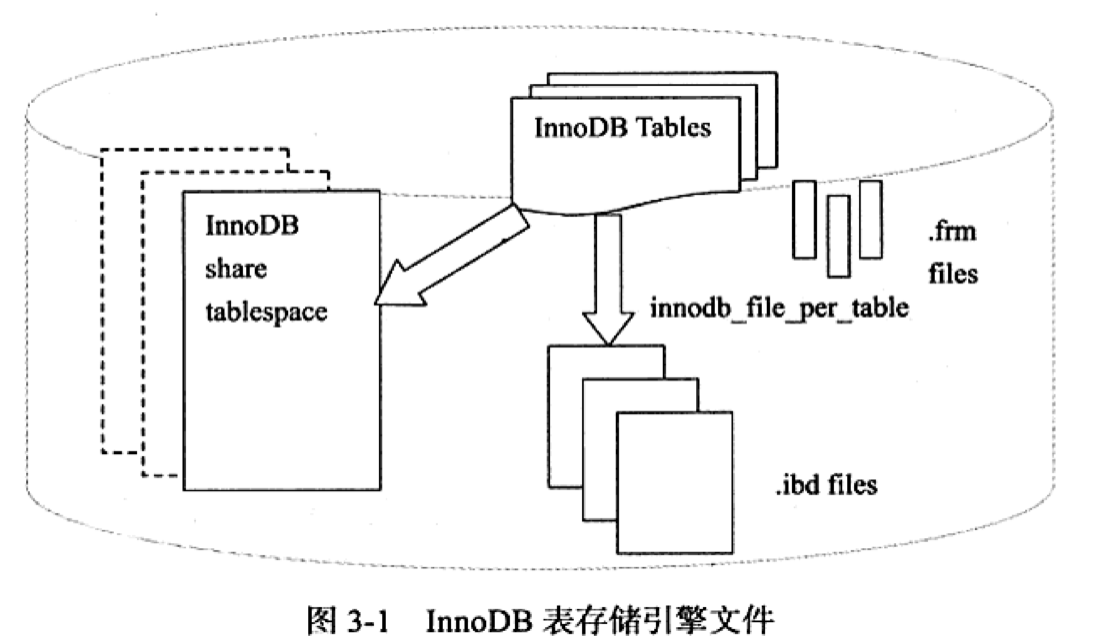 InnoDB Tables
InnoDB
share
tablespace
.frm
files
innodb_file_per_table
.ibd files
图 3-1 InnoDB 表存储引擎文件